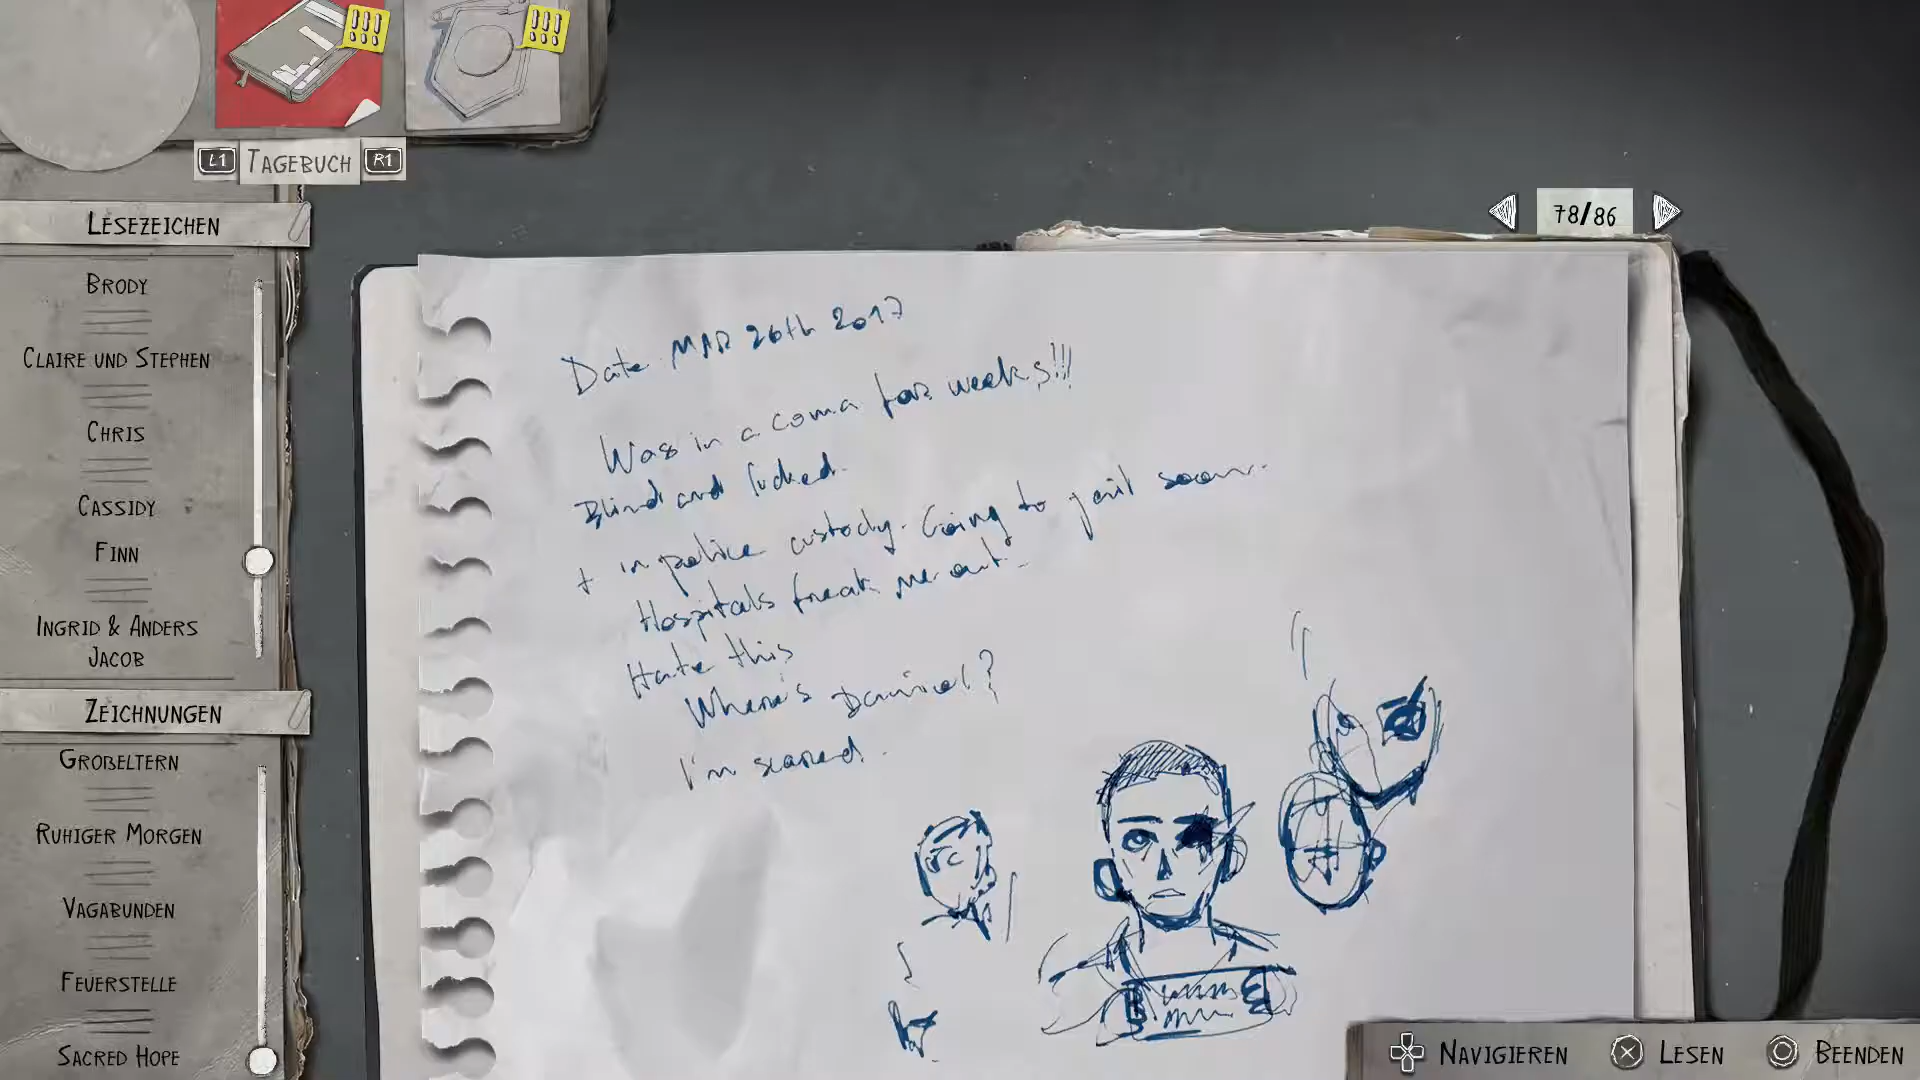 L1 TAGEBUCH R1
LESEZEICHEN
BRODY
CLAIRE UND STEPHEN
CHRIS
CASSIDY
FINN
INGRID & ANDERS
JACOB
ZEICHNUNGEN
GROßELTERN
RUHIGER MORGEN
VAGABUNDEN
FEUERSTELLE
SACRED HOPE
78/86
Date MAR 26th 2017
Was in a coma for weeks!!!
Blind and fucked.
+ in police custody. Going to jail soon.
Hospitals freak me out.
Hate this
Where's Daniel?
I'm scared.
NAVIGIEREN LESEN BEENDEN